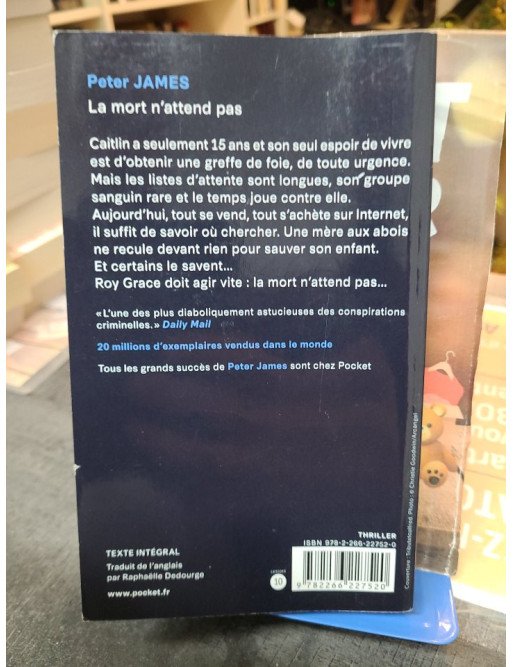 Peter JAMES
La mort n'attend pas
Caitlin a seulement 15 ans et son seul espoir de vivre
est d'obtenir une greffe de foie, de toute urgence.
Mais les listes d'attente sont longues, son groupe
sanguin rare et le temps joue contre elle.
Aujourd'hui, tout se vend, tout s'achète sur Internet,
il suffit de savoir où chercher. Une mère aux abois
ne recule devant rien pour sauver son enfant.
Et certains le savent...
Roy Grace doit agir vite : la mort n'attend pas...
« L'une des plus diaboliquement astucieuses des conspirations
criminelles. » Daily Mail
20 millions d'exemplaires vendus dans le monde
Tous les grands succès de Peter James sont chez Pocket
THRILLER
ISBN 978-2-266-22752-0
TEXTE INTÉGRAL
Traduit de l'anglais
par Raphaëlle Dedourge
www.pocket.fr
10
9 782266 227520